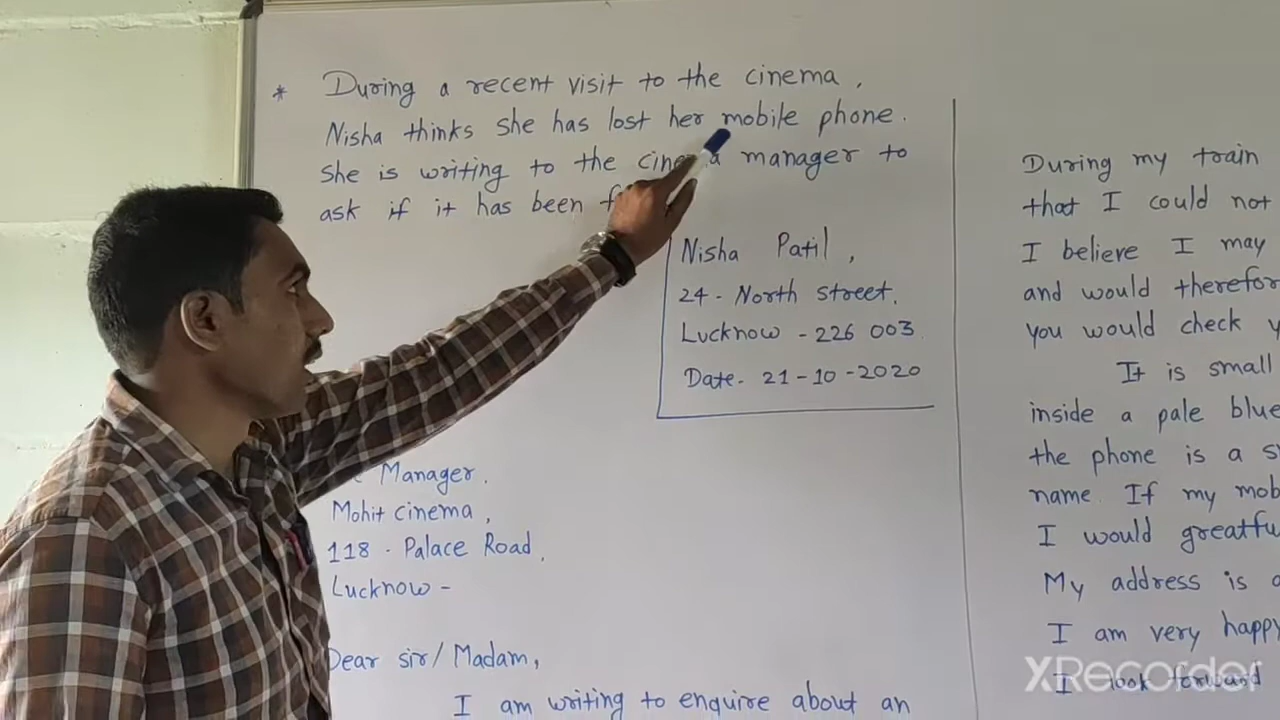 * During a recent visit to the cinema,
Nisha thinks she has lost her mobile phone.
She is writing to the cinema manager to
ask if it has been
Nisha Patil,
24 - North street,
Lucknow - 226 003
Date - 21-10-2020
Manager.
Mohit cinema,
118 - Palace Road,
Lucknow -
Dear sir/Madam,
I am writing to enquire about an
During my train
that I could not
I believe I may
and would therefor
you would check
It is small
inside a pale blue
the phone is a
name. If my mob
I would greatfu
My address is
I am very happy
I look forward
XRecorder